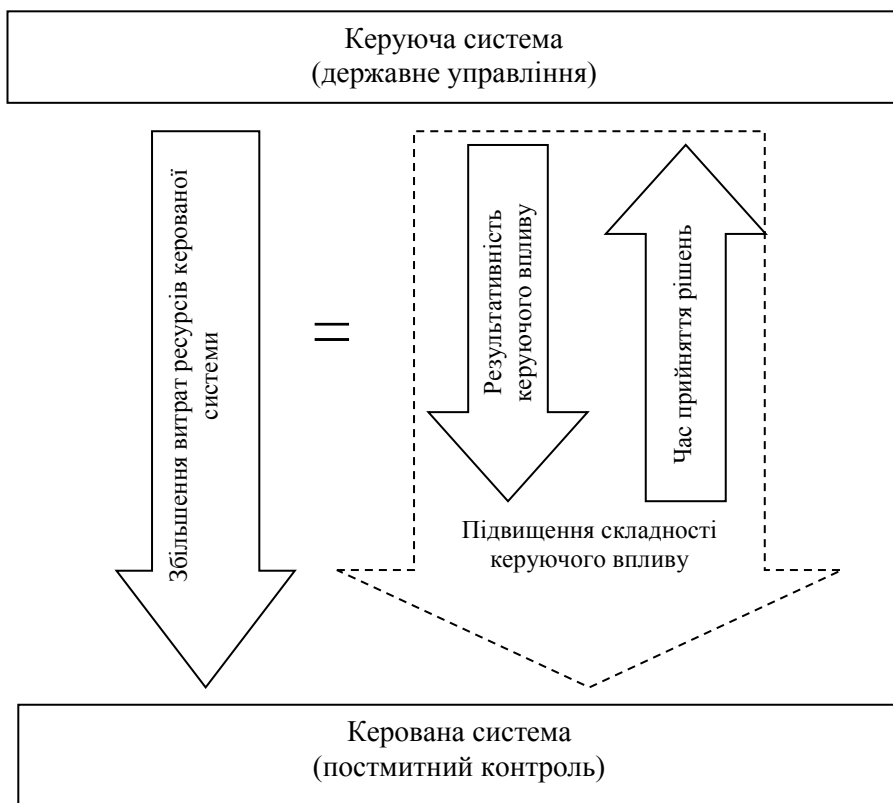 Керуюча система
(державне управління)
Збільшення витрат ресурсів керованої
системи
=
Результативність
керуючого впливу
Час прийняття рішень
Підвищення складності
керуючого впливу
Керована система
(постмитний контроль)